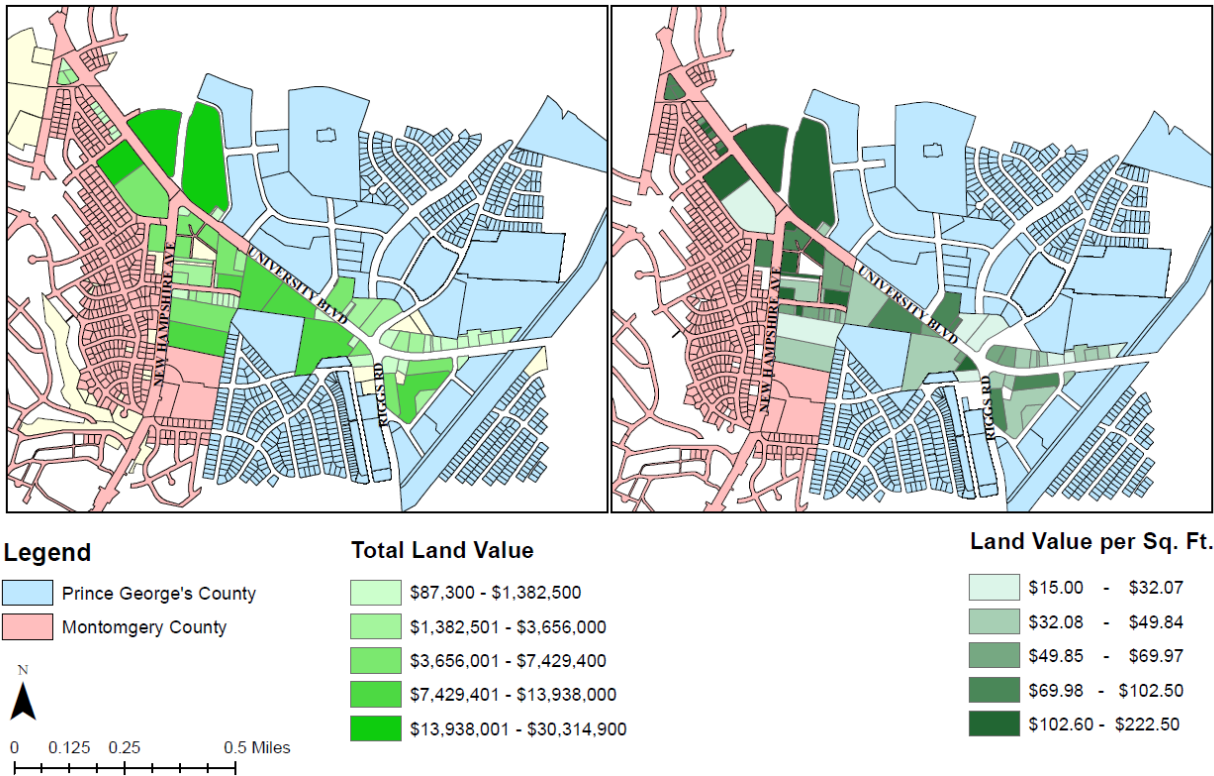 NEW HAMPSHIRE AVE
UNIVERSITY BLVD
RIGGS RD
NEW HAMPSHIRE AVE
UNIVERSITY BLVD
RIGGS RD
Legend
Prince George's County
Montomgery County
N
0 0.125 0.25 0.5 Miles
Total Land Value
$87,300 - $1,382,500
$1,382,501 - $3,656,000
$3,656,001 - $7,429,400
$7,429,401 - $13,938,000
$13,938,001 - $30,314,900
Land Value per Sq. Ft.
$15.00 - $32.07
$32.08 - $49.84
$49.85 - $69.97
$69.98 - $102.50
$102.60 - $222.50